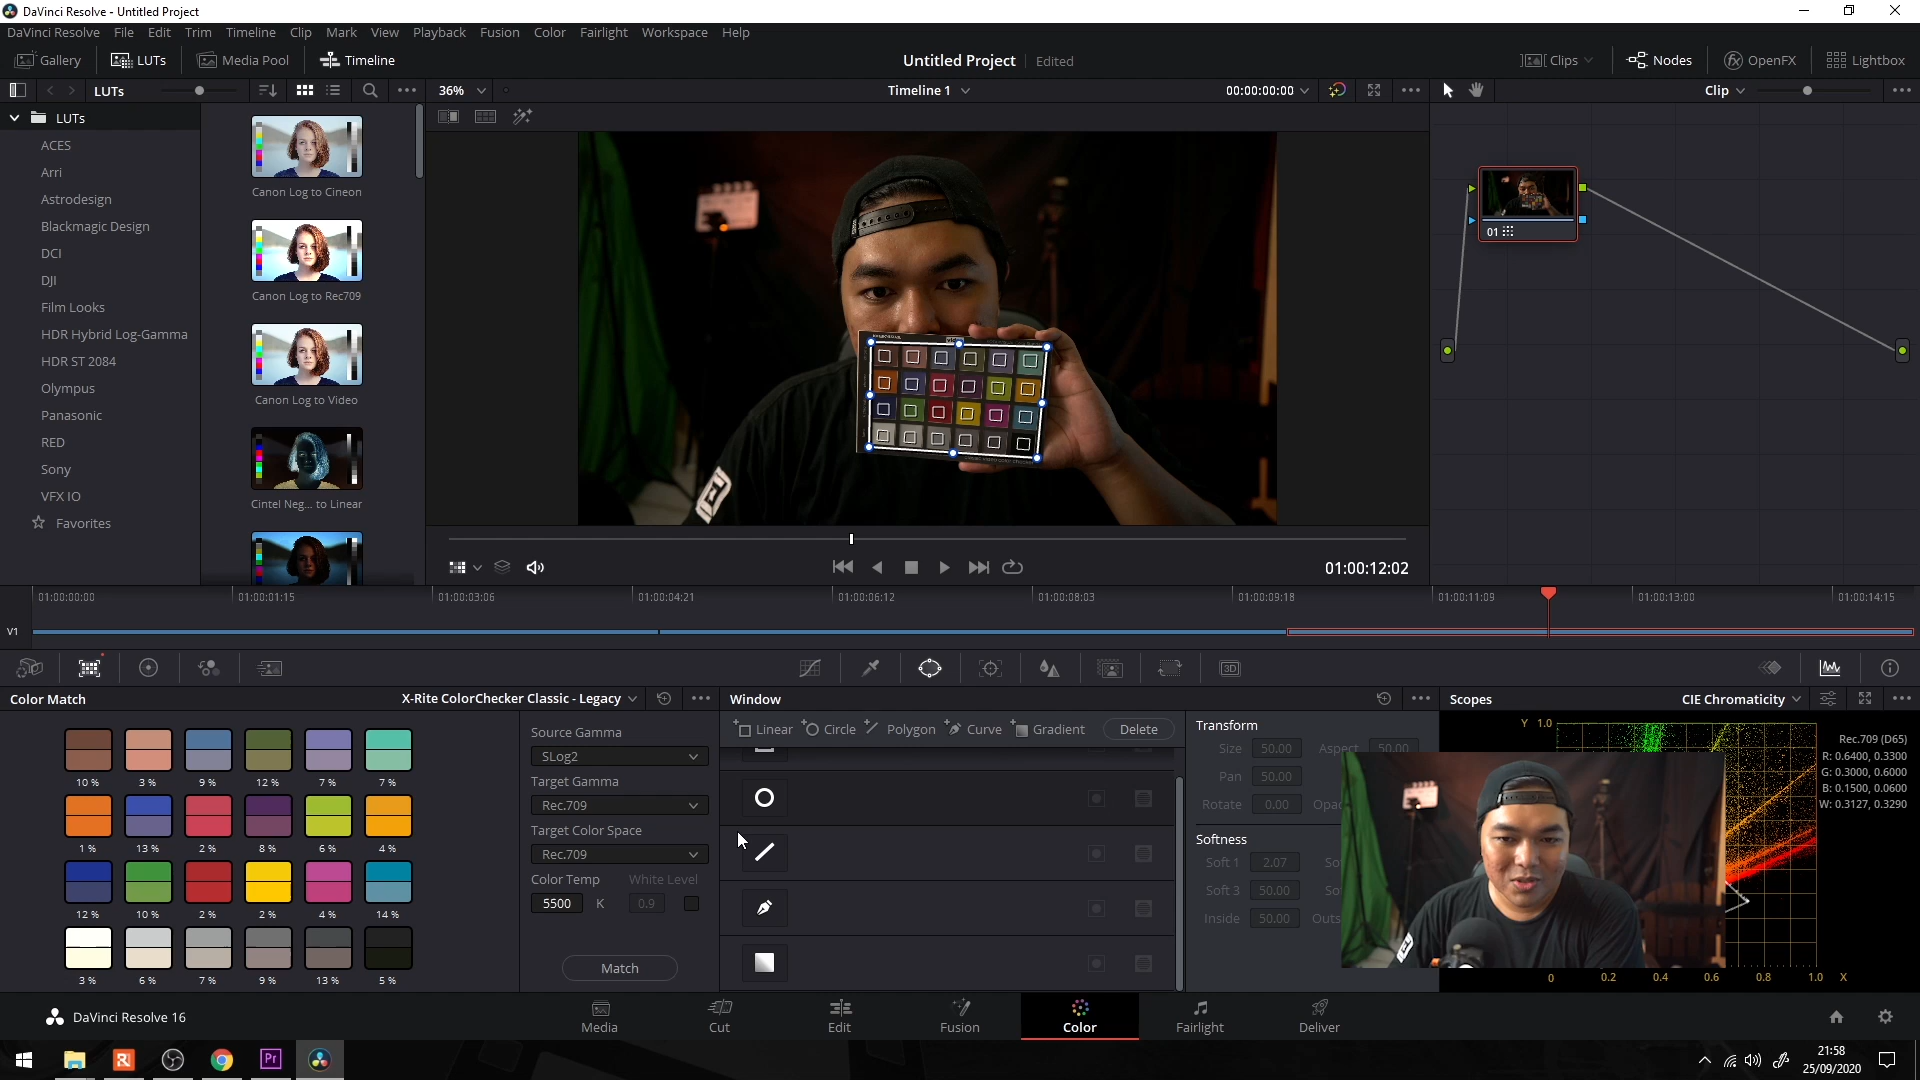 DaVinci Resolve - Untitled Project
DaVinci Resolve File Edit Trim Timeline Clip Mark View Playback Fusion Color Fairlight Workspace Help
Gallery LUTs Media Pool Timeline
Untitled Project Edited
Clips Nodes OpenFX Lightbox
LUTs
36%
Timeline 1
00:00:00:00
Clip
LUTs
ACES
Arri
Astrodesign
Blackmagic Design
DCI
DJI
Film Looks
HDR Hybrid Log-Gamma
HDR ST 2084
Olympus
Panasonic
RED
Sony
VFX IO
Favorites
Canon Log to Cineon
Canon Log to Rec709
Canon Log to Video
Cintel Neg... to Linear
01
01:00:12:02
01:00:00:00 01:00:01:15 01:00:03:06 01:00:04:21 01:00:06:12 01:00:08:03 01:00:09:18 01:00:11:09 01:00:13:00 01:00:14:15
V1
3D
Color Match
X-Rite ColorChecker Classic - Legacy
10 % 3 % 9 % 12 % 7 % 7 %
1 % 13 % 2 % 8 % 6 % 4 %
12 % 10 % 2 % 2 % 4 % 14 %
3 % 6 % 7 % 9 % 13 % 5 %
Source Gamma
SLog2
Target Gamma
Rec.709
Target Color Space
Rec.709
Color Temp White Level
5500 K 0.9
Match
Window
Linear Circle Polygon Curve Gradient Delete
Transform
Size 50.00 Aspect 50.00
Pan 50.00
Rotate 0.00 Opa
Softness
Soft 1 2.07 So
Soft 3 50.00 So
Inside 50.00 Outs
Scopes
CIE Chromaticity
Y 1.0
Rec.709 (D65)
R: 0.6400, 0.3300
G: 0.3000, 0.6000
B: 0.1500, 0.0600
W: 0.3127, 0.3290
0 0.2 0.4 0.6 0.8 1.0 X
DaVinci Resolve 16
Media Cut Edit Fusion Color Fairlight Deliver
Pr
21:58
25/09/2020